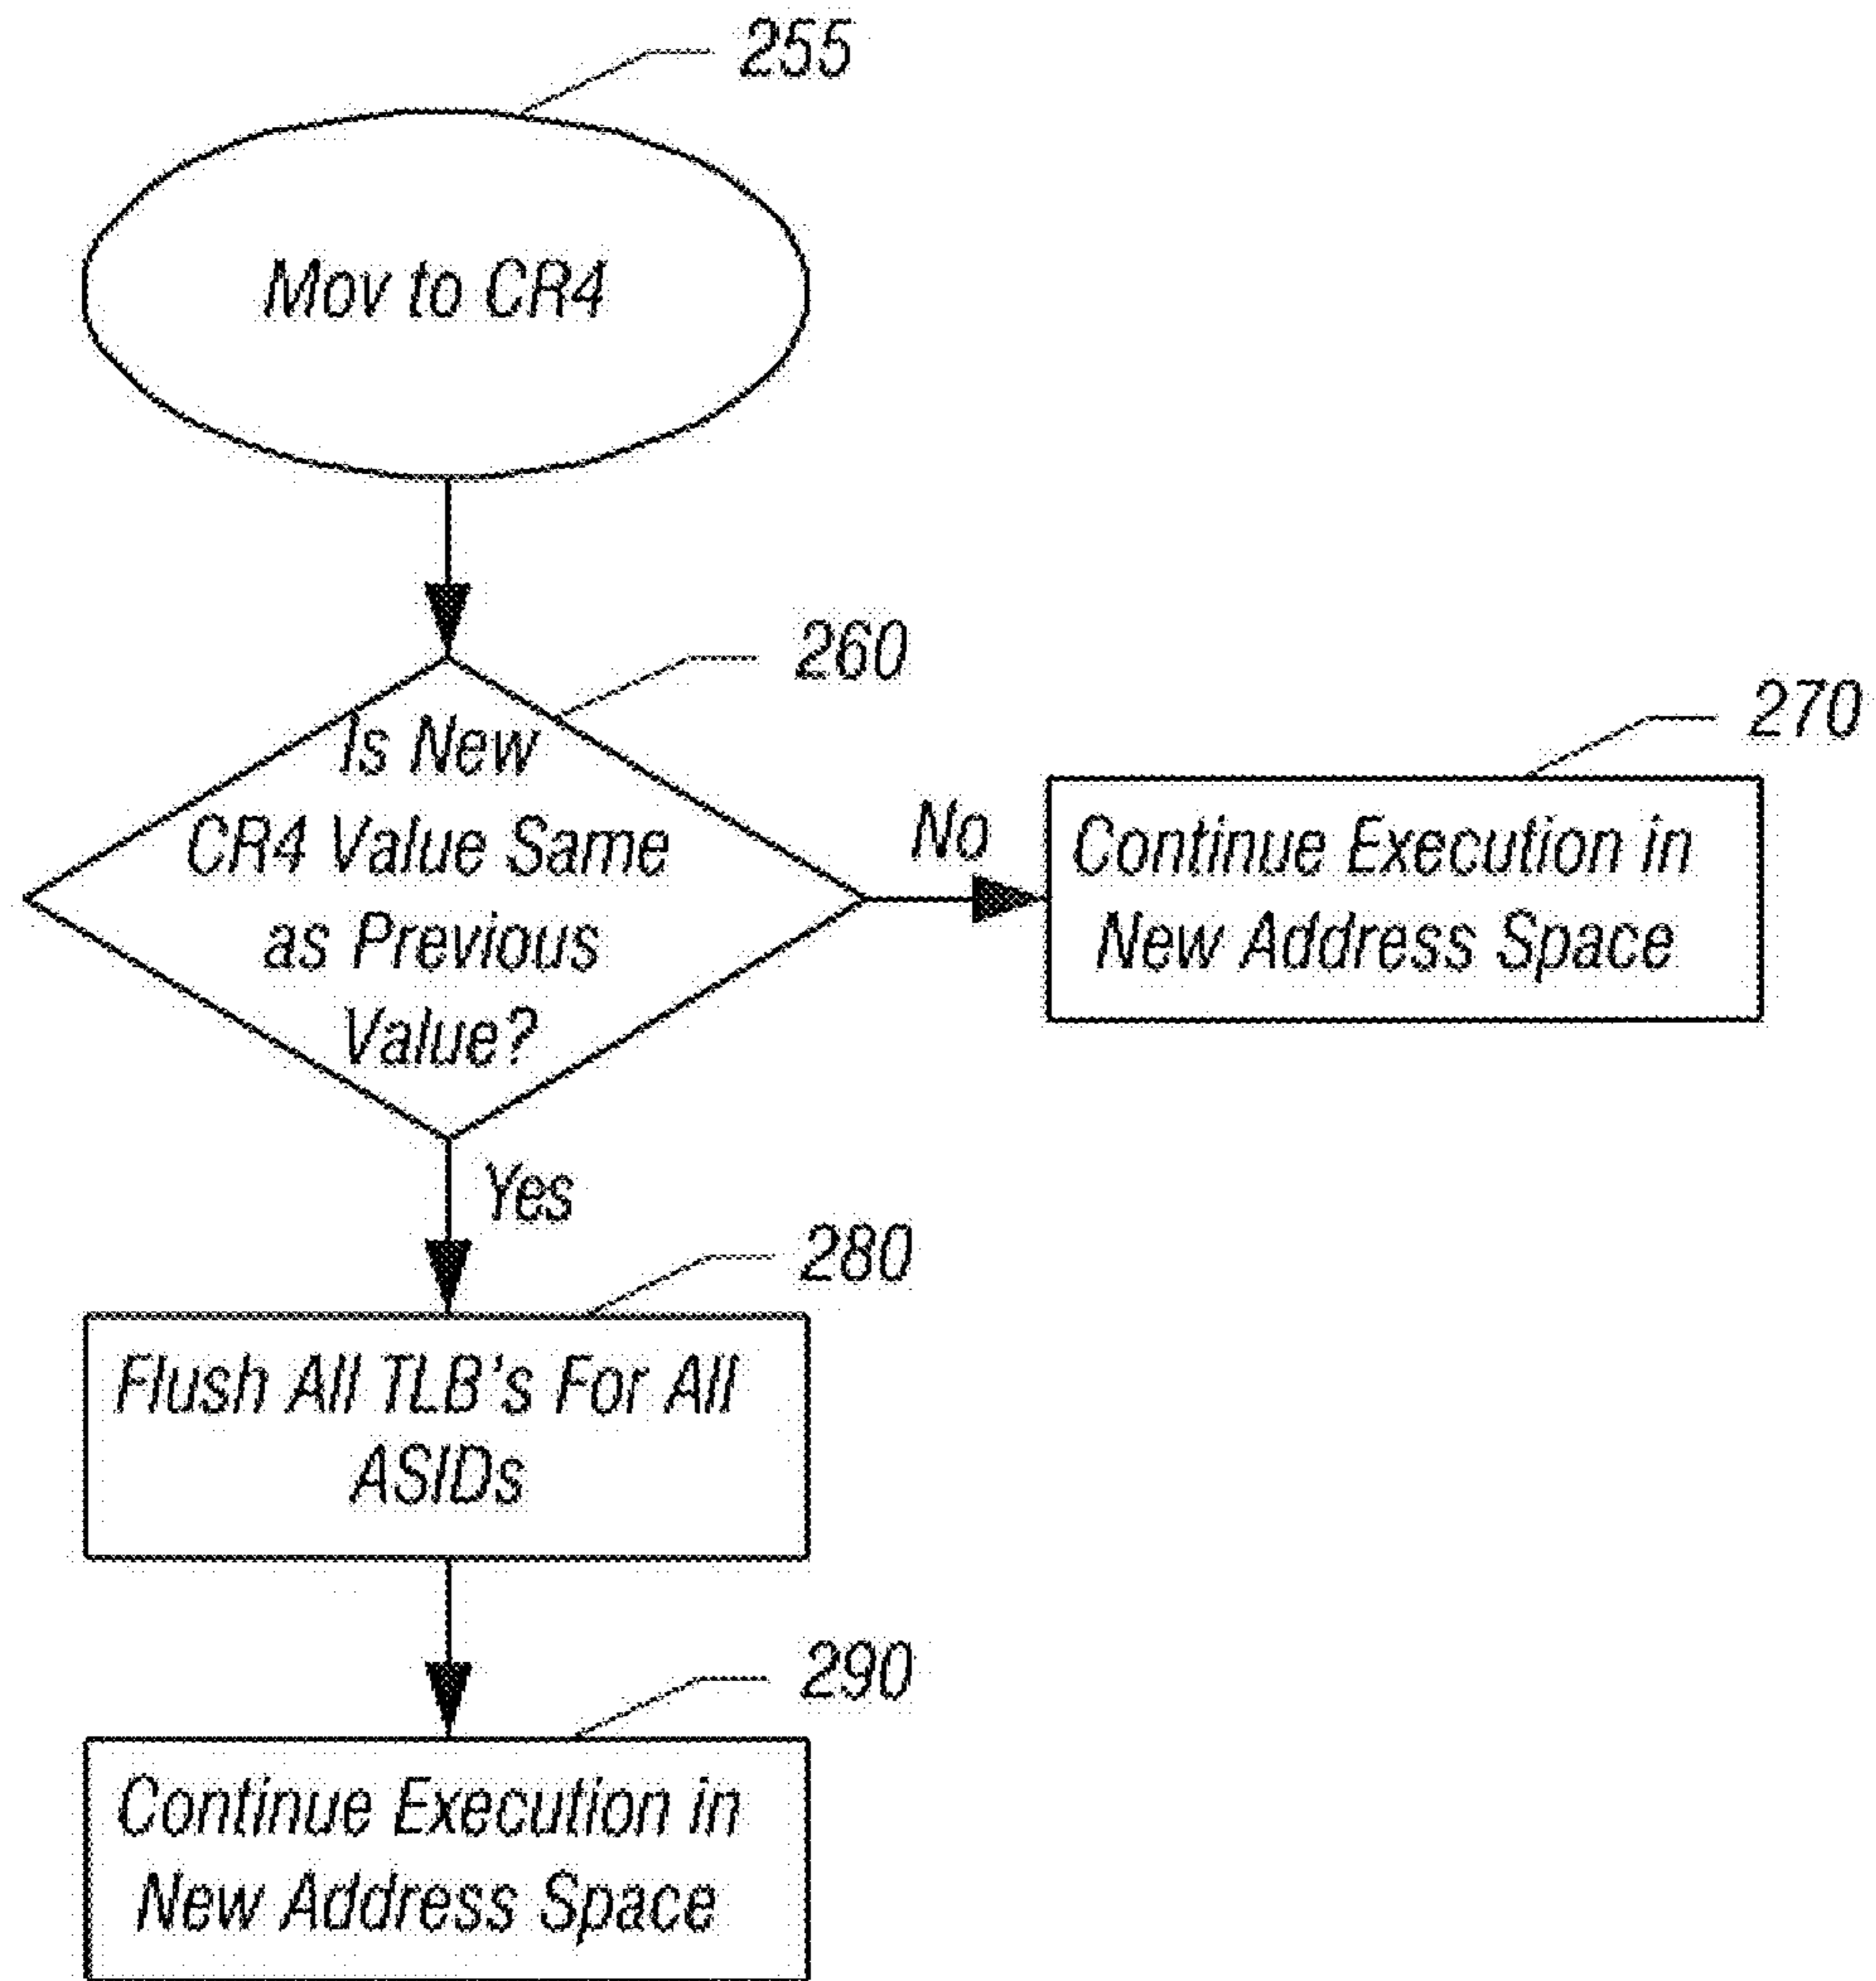 255
Mov to CR4
260
Is New
CR4 Value Same
as Previous
Value?
No
270
Continue Execution in
New Address Space
Yes
280
Flush All TLB's For All
ASIDs
290
Continue Execution in
New Address Space